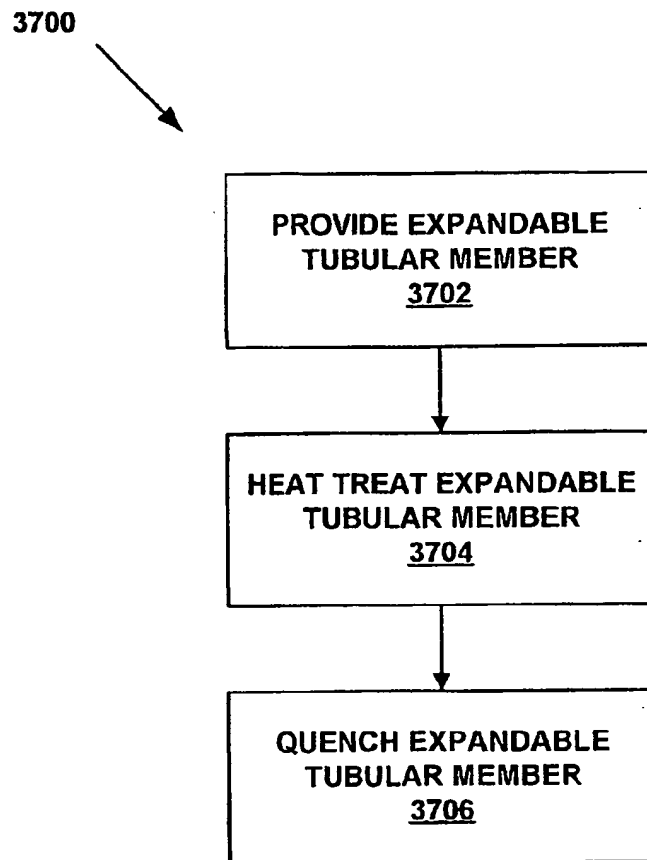 3700
PROVIDE EXPANDABLE
TUBULAR MEMBER
3702
HEAT TREAT EXPANDABLE
TUBULAR MEMBER
3704
QUENCH EXPANDABLE
TUBULAR MEMBER
3706